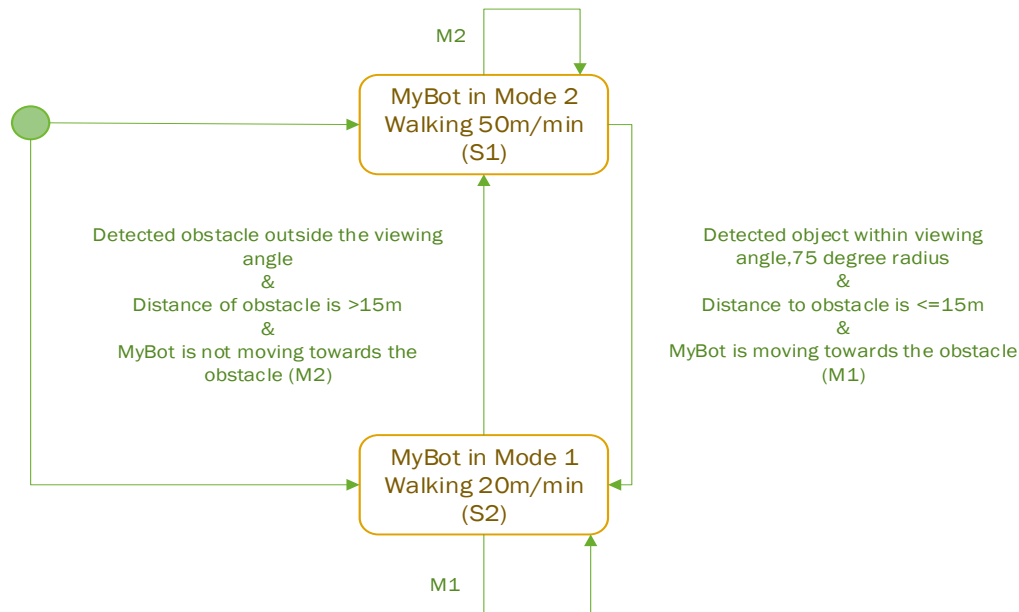 M2
MyBot in Mode 2
Walking 50m/min
(S1)
Detected obstacle outside the viewing
angle
&
Distance of obstacle is >15m
&
MyBot is not moving towards the
obstacle (M2)
Detected object within viewing
angle,75 degree radius
&
Distance to obstacle is <=15m
&
MyBot is moving towards the obstacle
(M1)
MyBot in Mode 1
Walking 20m/min
(S2)
M1